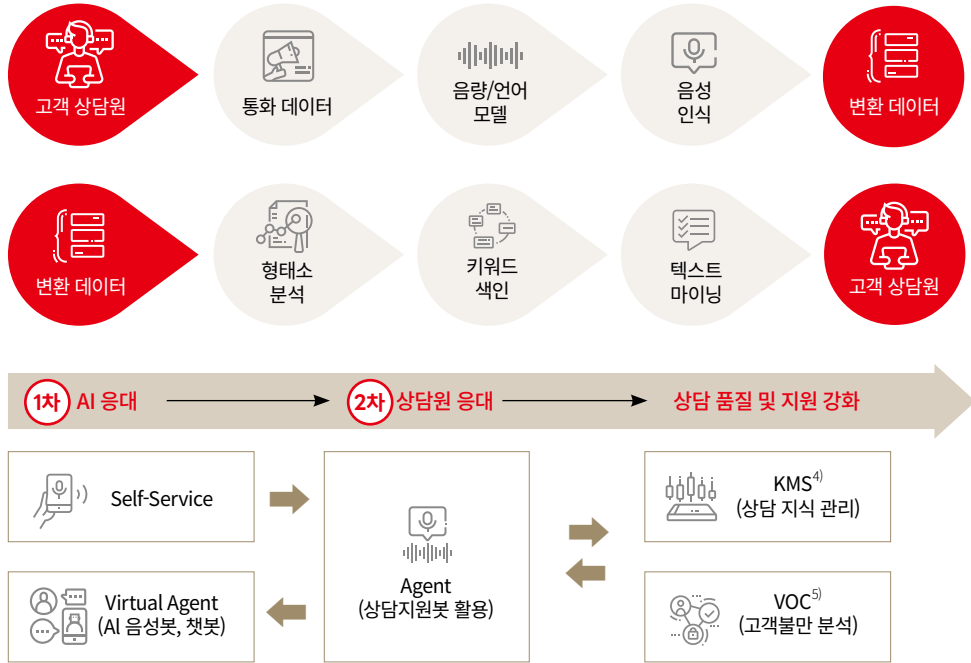 고객 상담원
통화 데이터
음량/언어
모델
음성
인식
변환 데이터
변환 데이터
형태소
분석
키워드
색인
텍스트
마이닝
고객 상담원
1차 AI 응대
2차 상담원 응대
상담 품질 및 지원 강화
Self-Service
Virtual Agent
(AI 음성봇, 챗봇)
Agent
(상담지원봇 활용)
KMS4)
(상담 지식 관리)
VOC5)
(고객불만 분석)